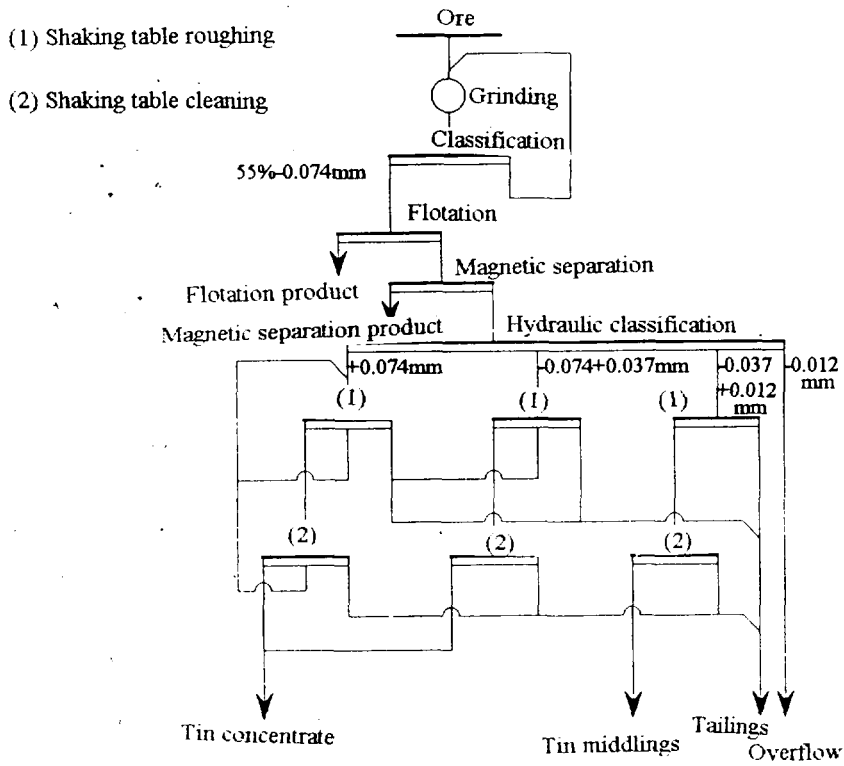 Ore
(1) Shaking table roughing
Grinding
(2) Shaking table cleaning
Classification
55%-0.074mm
Flotation
Magnetic separation
Flotation product
Magnetic separation product
Hydraulic classification
+0.074mm
-0.074+0.037mm
-0.037
+0.012
mm
-0.012
mm
(1)
(1)
(1)
(2)
(2)
(2)
Tin concentrate
Tin middlings
Tailings
Overflow